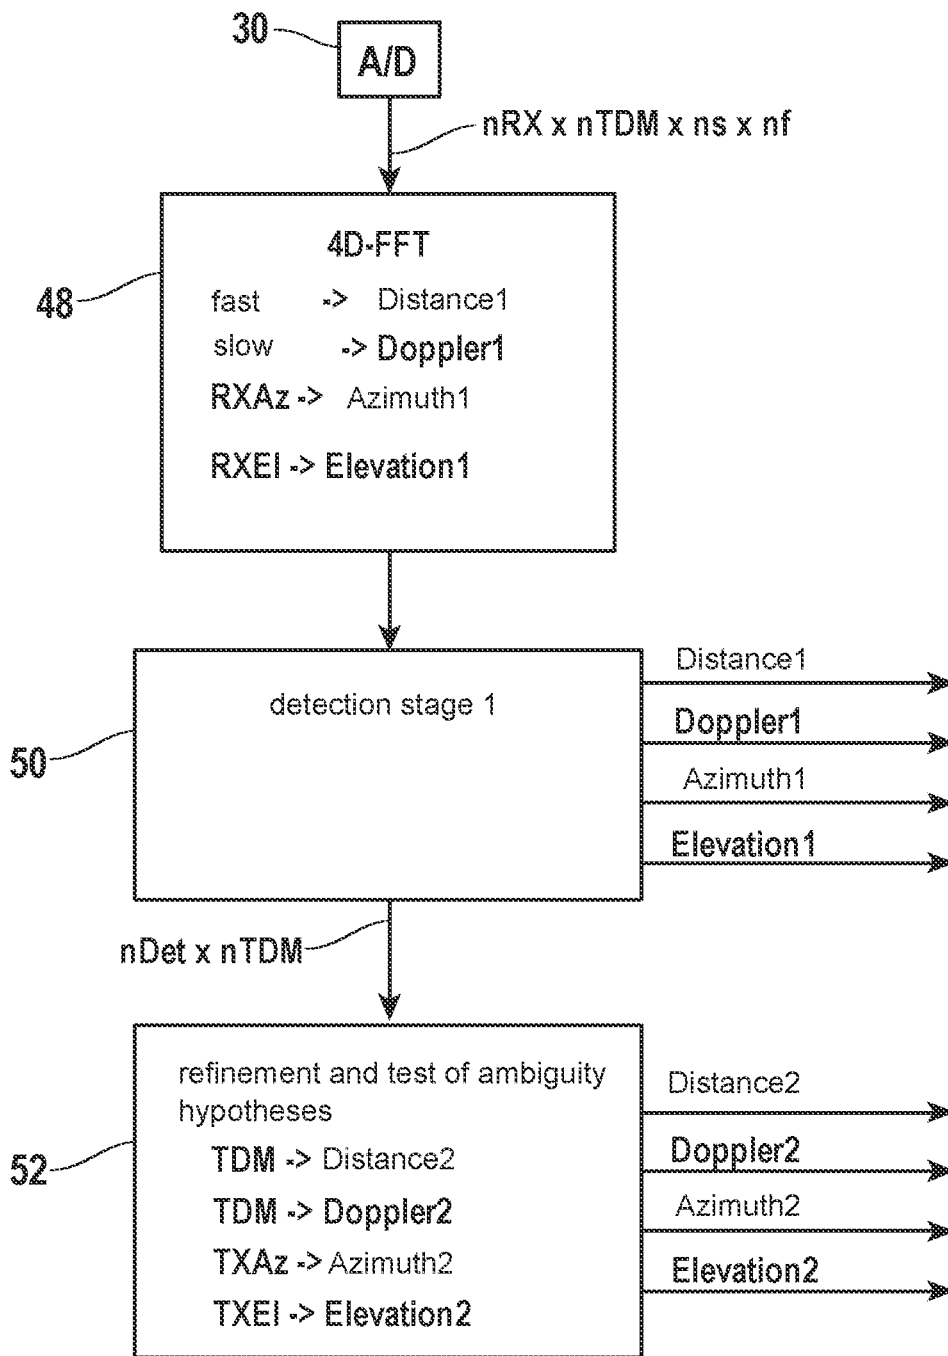 30
A/D
nRX x nTDM x ns x nf
4D-FFT
48
fast -> Distance1
slow -> Doppler1
RXAz -> Azimuth1
RXEl -> Elevation1
detection stage 1
50
Distance1
Doppler1
Azimuth1
Elevation1
nDet x nTDM
refinement and test of ambiguity
hypotheses
52
TDM -> Distance2
TDM -> Doppler2
TXAz -> Azimuth2
TXEl -> Elevation2
Distance2
Doppler2
Azimuth2
Elevation2